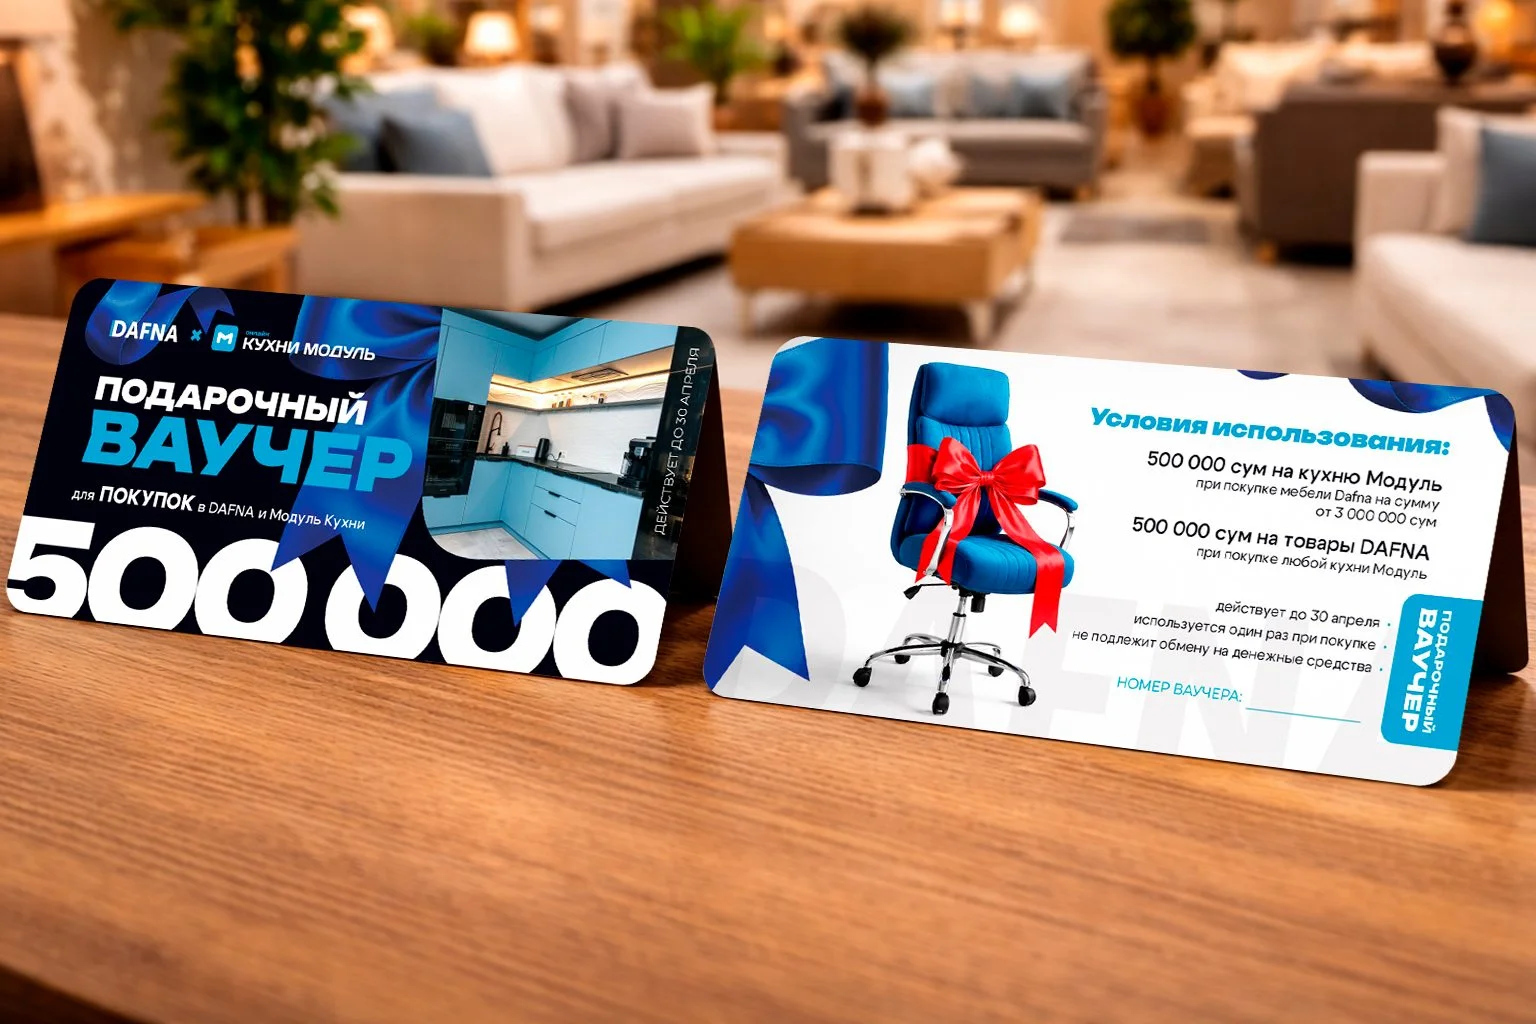 DAFNA × М онлайн КУХНИ МОДУЛЬ
ПОДАРОЧНЫЙ
ВАУЧЕР
для ПОКУПОК в DAFNA и Модуль Кухни
500 000
ДЕЙСТВУЕТ ДО 30 АПРЕЛЯ
Условия использования:
500 000 сум на кухню Модуль
при покупке мебели Dafna на сумму
от 3 000 000 сум
500 000 сум на товары DAFNA
при покупке любой кухни Модуль
действует до 30 апреля •
используется один раз при покупке •
не подлежит обмену на денежные средства •
НОМЕР ВАУЧЕРА:
ПОДАРОЧНЫЙ
ВАУЧЕР
DAFNA